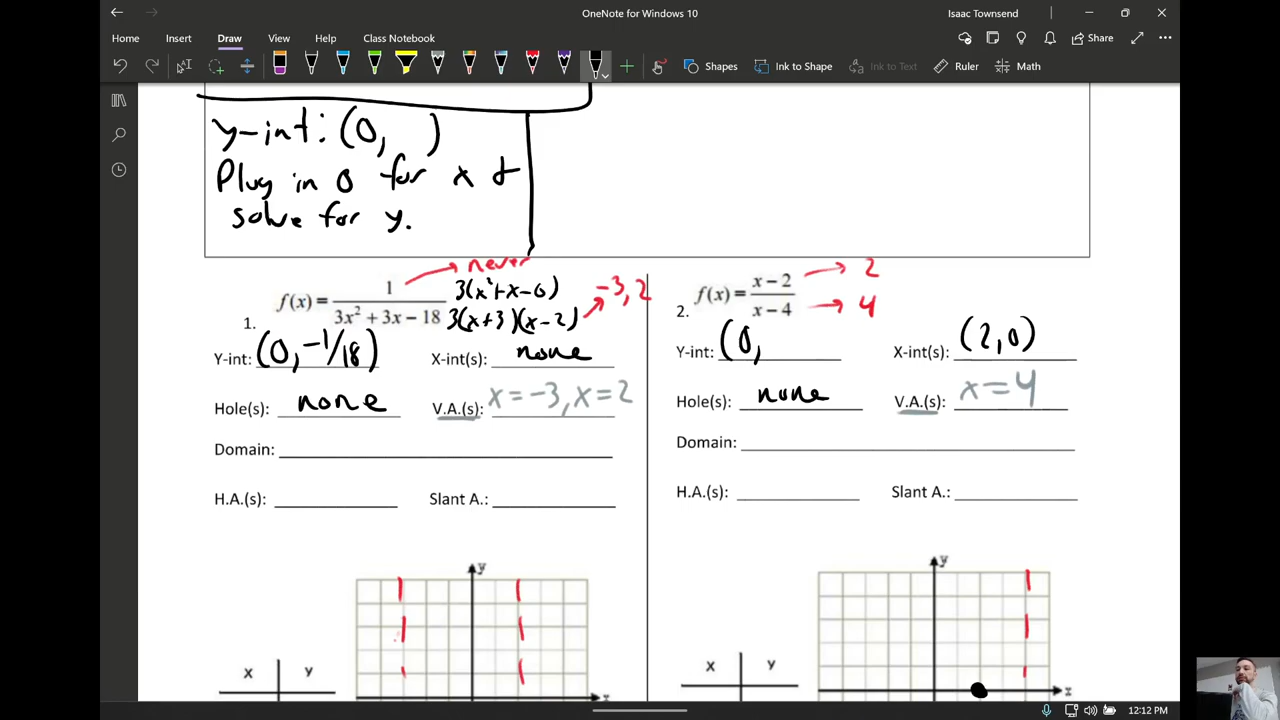 OneNote for Windows 10
Isaac Townsend
Home Insert Draw View Help Class Notebook
Share
Shapes Ink to Shape Ink to Text Ruler Math
y-int: (0, )
Plug in 0 for x &
solve for y.
never
1. f(x) = 1 / 3x² + 3x − 18
3(x²+x−6)
3(x+3)(x−2)
−3, 2
Y-int: (0, −1/18) X-int(s): none
Hole(s): none V.A.(s): x = −3, x = 2
Domain:
H.A.(s): Slant A.:
y
x y
x
2. f(x) = x − 2 / x − 4
2
4
Y-int: (0, X-int(s): (2, 0)
Hole(s): none V.A.(s): x = 4
Domain:
H.A.(s): Slant A.:
y
x y
x
12:12 PM